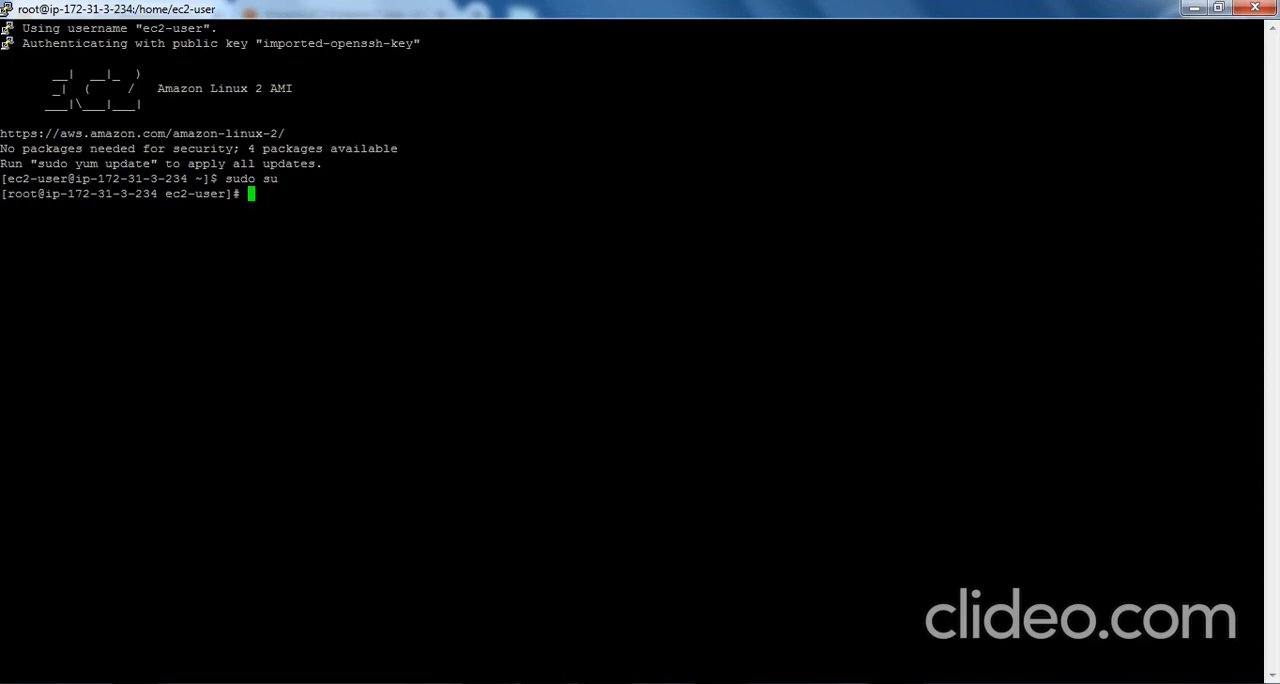 root@ip-172-31-3-234:/home/ec2-user
Using username "ec2-user".
Authenticating with public key "imported-openssh-key"
       __|  __|_  )
       _|  (     /   Amazon Linux 2 AMI
      ___|\___|___|
https://aws.amazon.com/amazon-linux-2/
No packages needed for security; 4 packages available
Run "sudo yum update" to apply all updates.
[ec2-user@ip-172-31-3-234 ~]$ sudo su
[root@ip-172-31-3-234 ec2-user]#
clideo.com